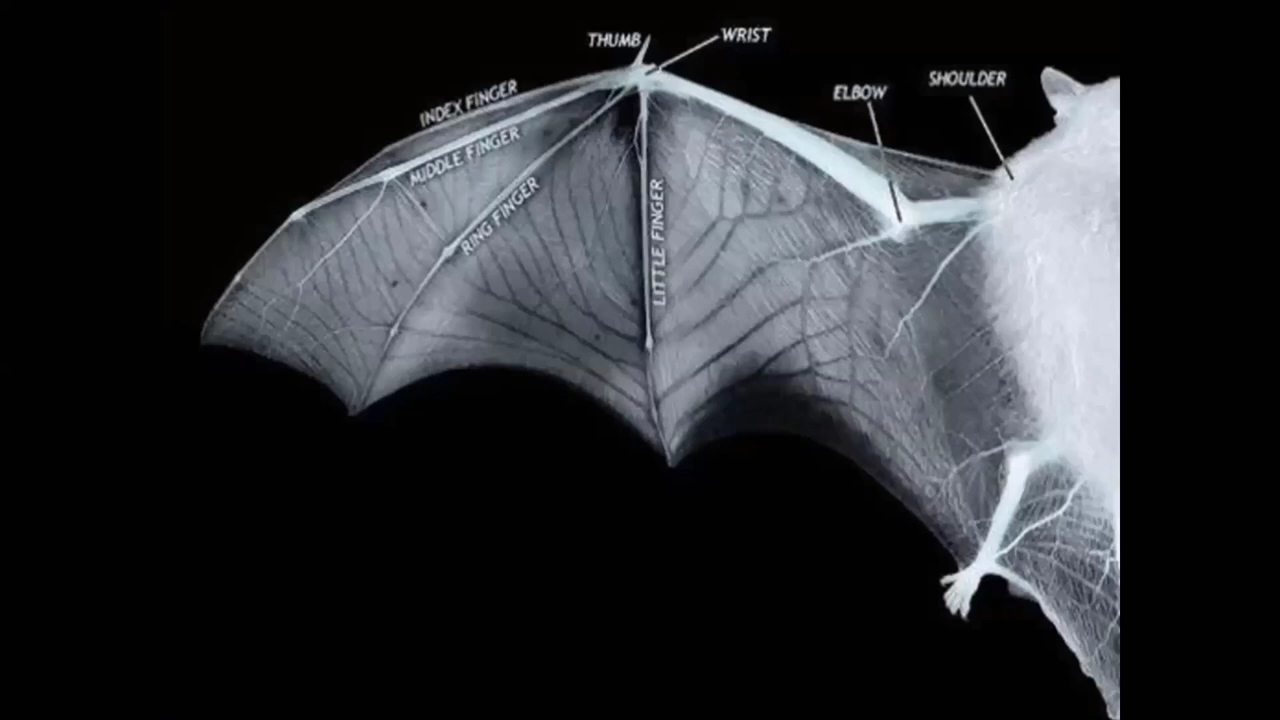 THUMB
WRIST
SHOULDER
ELBOW
INDEX FINGER
MIDDLE FINGER
RING FINGER
LITTLE FINGER